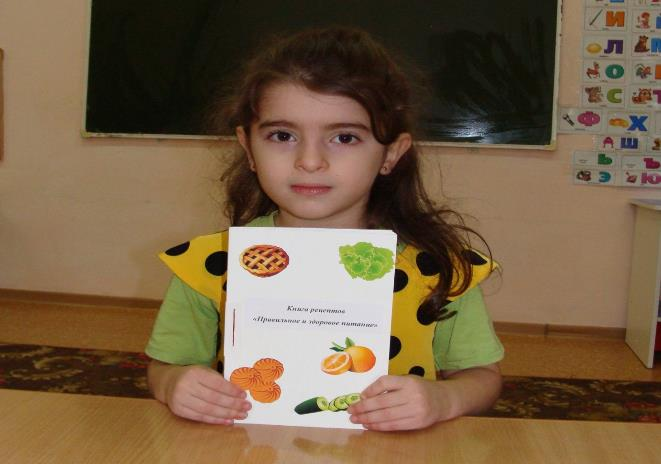 Книга рецептов
«Правильное и здоровое питание»
И
Л
М
О
С
Т
Ф
Х
Ш
Ь
Ъ
Э
Ю